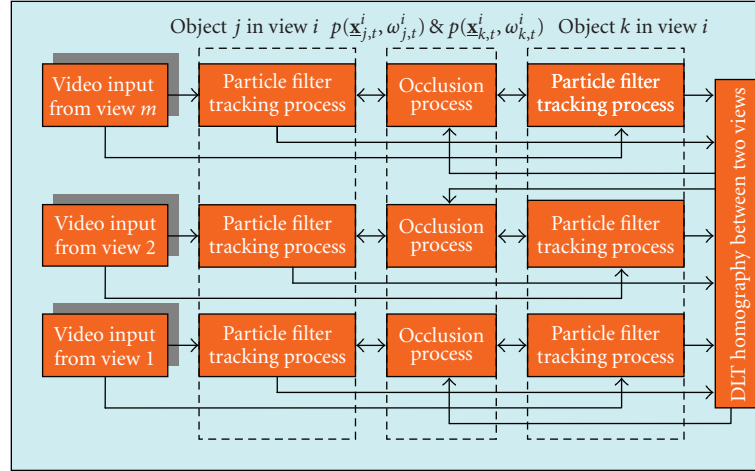 Object j in view i p(x̲^i_{j,t}, ω^i_{j,t}) & p(x̲^i_{k,t}, ω^i_{k,t}) Object k in view i
Video input
from view m
Particle filter
tracking process
Occlusion
process
Particle filter
tracking process
Video input
from view 2
Particle filter
tracking process
Occlusion
process
Particle filter
tracking process
Video input
from view 1
Particle filter
tracking process
Occlusion
process
Particle filter
tracking process
DLT homography between two views